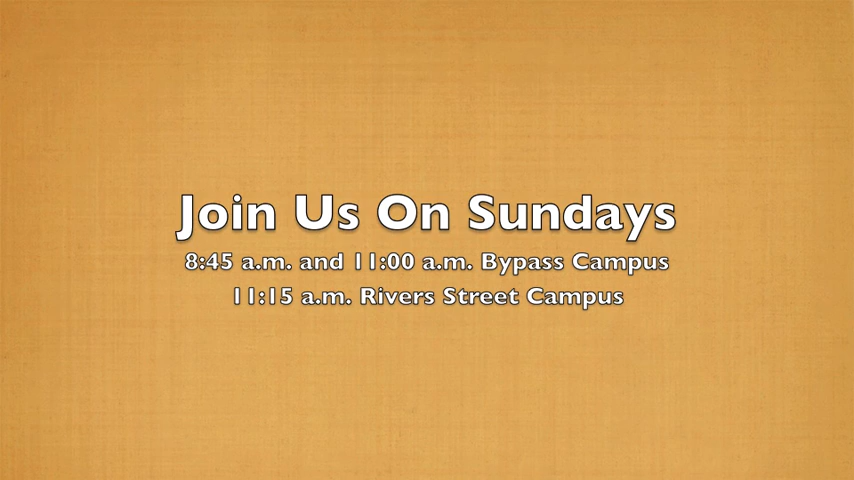 Join Us On Sundays
8:45 a.m. and 11:00 a.m. Bypass Campus
11:15 a.m. Rivers Street Campus